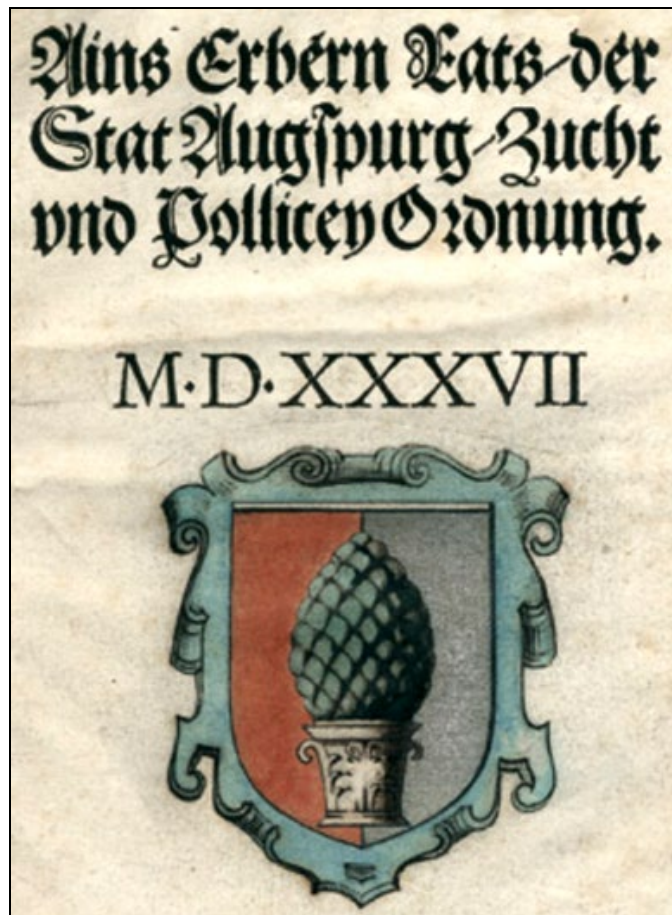 Ains Erbern Rats / der
Stat Augſpurg / Zucht
vnd Pollicey Ordnung.
M·D·XXXVII